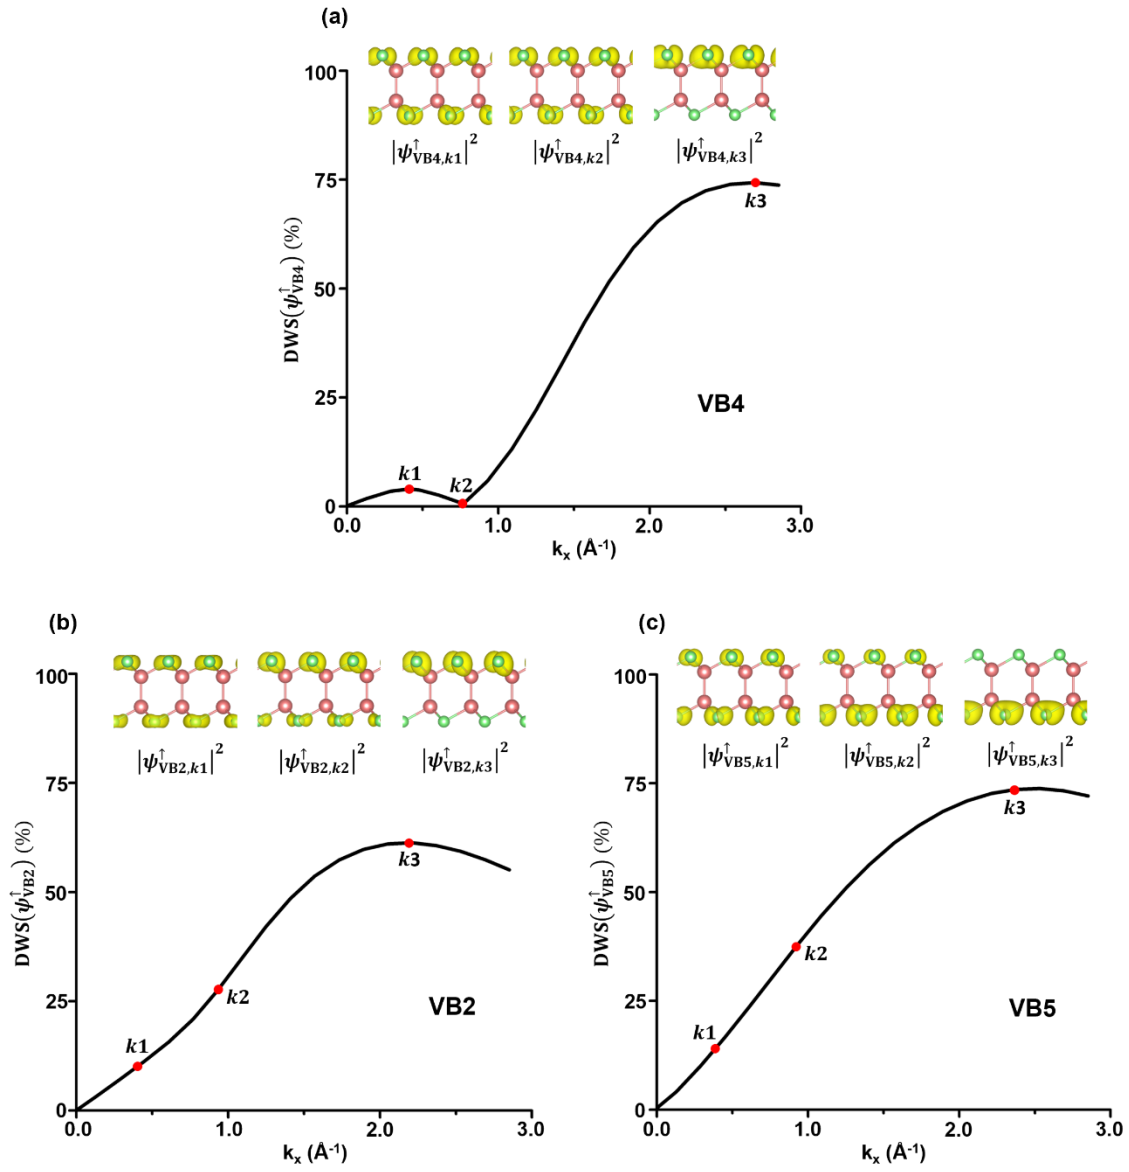 (a)
100
75
50
25
0
DWS(ψ↑VB4) (%)
|ψ↑VB4,k1|²
|ψ↑VB4,k2|²
|ψ↑VB4,k3|²
k1
k2
k3
VB4
0.0
1.0
2.0
3.0
kx (Å-1)
(b)
100
75
50
25
0
DWS(ψ↑VB2) (%)
|ψ↑VB2,k1|²
|ψ↑VB2,k2|²
|ψ↑VB2,k3|²
k1
k2
k3
VB2
0.0
1.0
2.0
3.0
kx (Å-1)
(c)
100
75
50
25
0
DWS(ψ↑VB5) (%)
|ψ↑VB5,k1|²
|ψ↑VB5,k2|²
|ψ↑VB5,k3|²
k1
k2
k3
VB5
0.0
1.0
2.0
3.0
kx (Å-1)